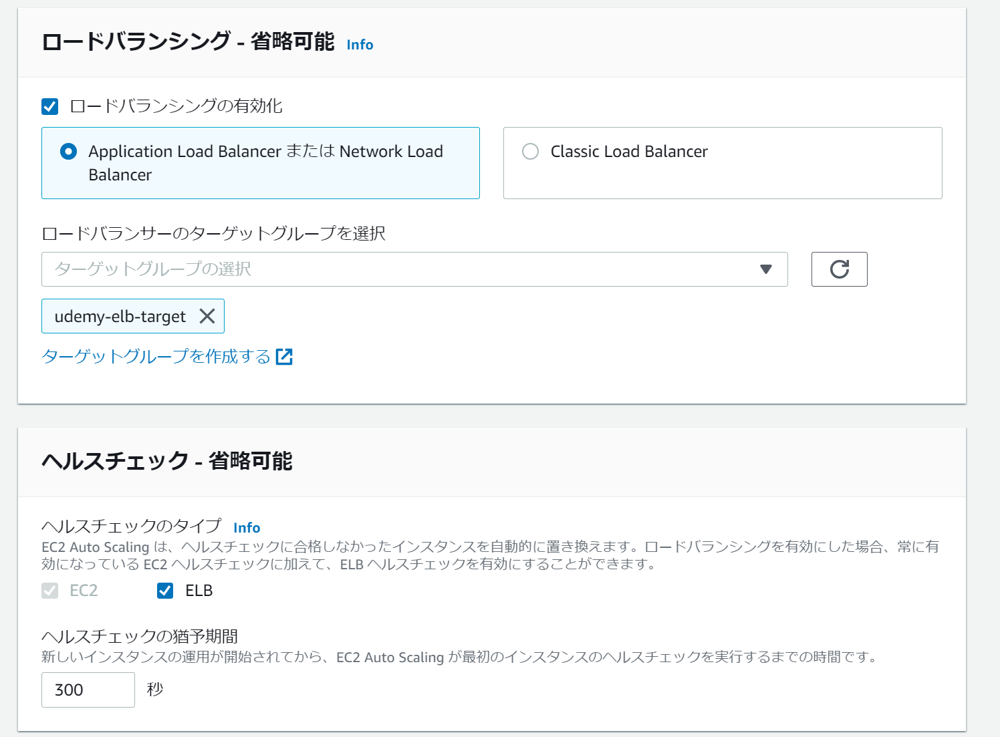 ロードバランシング - 省略可能 Info
ロードバランシングの有効化
Application Load Balancer または Network Load
Balancer
Classic Load Balancer
ロードバランサーのターゲットグループを選択
ターゲットグループの選択
udemy-elb-target
ターゲットグループを作成する
ヘルスチェック - 省略可能
ヘルスチェックのタイプ Info
EC2 Auto Scaling は、ヘルスチェックに合格しなかったインスタンスを自動的に置き換えます。ロードバランシングを有効にした場合、常に有
効になっている EC2 ヘルスチェックに加えて、ELB ヘルスチェックを有効にすることができます。
EC2 ELB
ヘルスチェックの猶予期間
新しいインスタンスの運用が開始されてから、EC2 Auto Scaling が最初のインスタンスのヘルスチェックを実行するまでの時間です。
300 秒